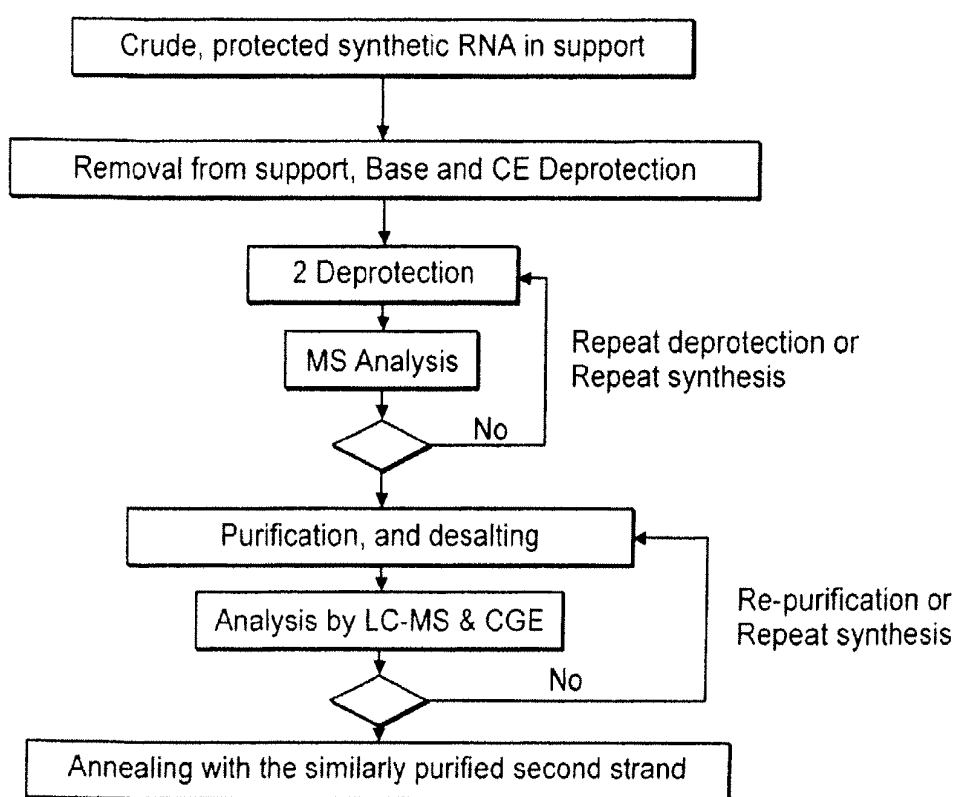 Crude, protected synthetic RNA in support
Removal from support, Base and CE Deprotection
2 Deprotection
MS Analysis
Repeat deprotection or
Repeat synthesis
No
Purification, and desalting
Analysis by LC-MS & CGE
Re-purification or
Repeat synthesis
No
Annealing with the similarly purified second strand